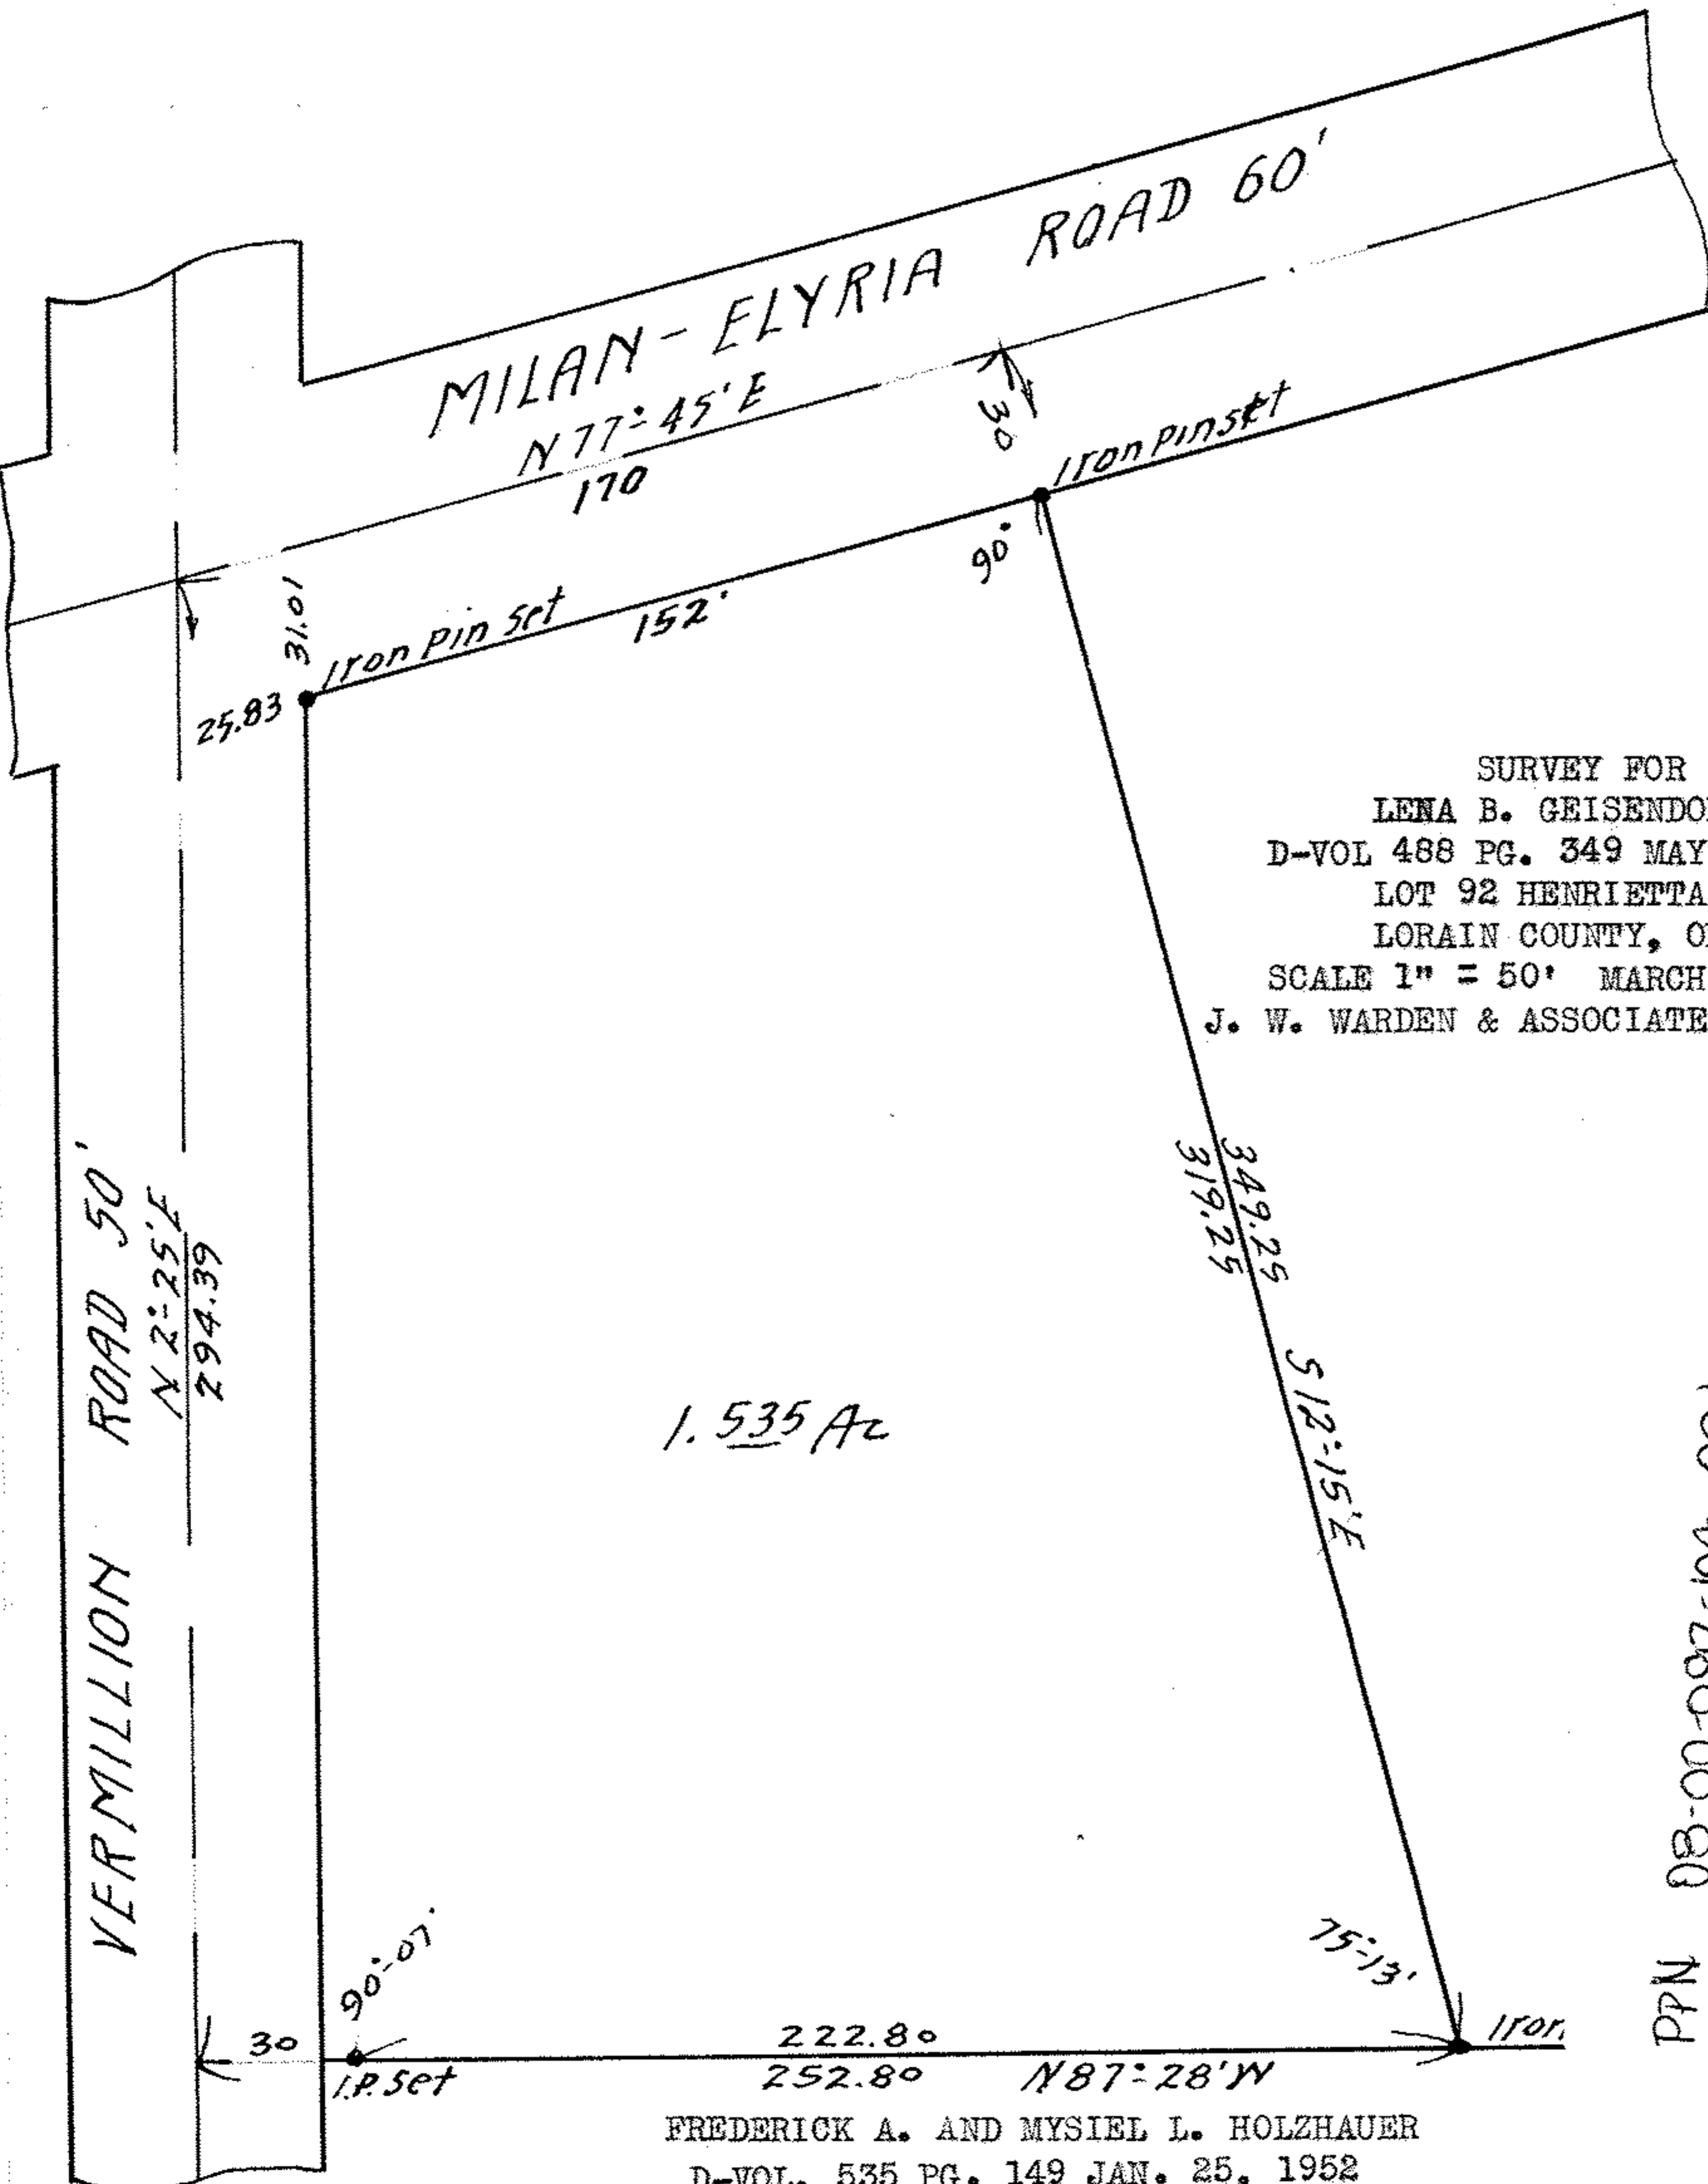 MILAN - ELYRIA ROAD 60'
N 77°-45' E
170
30
Iron Pin set
90°
31.01
Iron Pin Set
152'
25.83
SURVEY FOR
LENA B. GEISENDO
D-VOL 488 PG. 349 MAY
LOT 92 HENRIETTA
LORAIN COUNTY, O
SCALE 1" = 50' MARCH
J. W. WARDEN & ASSOCIATE
VERMILLION ROAD 50'
N 2°-25' E
294.39
349.25
319.25
S 12°-15' E
1.535 Ac
PPN
90°-07'
75°-13'
30
222.80
Iron
I.P. Set
252.80 N 87°-28' W
FREDERICK A. AND MYSIEL L. HOLZHAUER
D-VOL. 535 PG. 149 JAN. 25, 1952